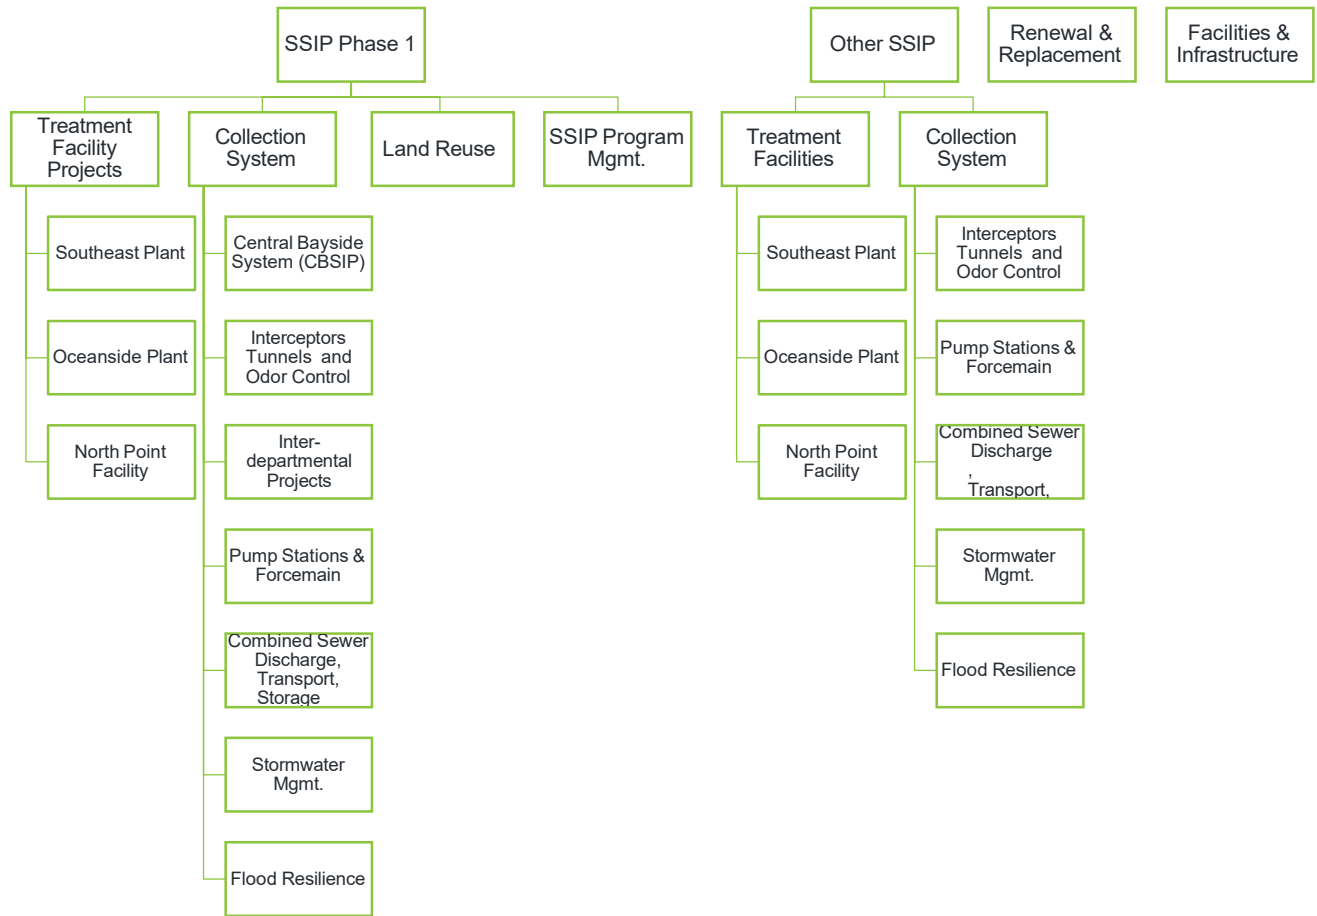 SSIP Phase 1
Other SSIP
Renewal &
Replacement
Facilities &
Infrastructure
Treatment
Facility
Projects
Collection
System
Land Reuse
SSIP Program
Mgmt.
Treatment
Facilities
Collection
System
Southeast Plant
Oceanside Plant
North Point
Facility
Central Bayside
System (CBSIP)
Interceptors
Tunnels and
Odor Control
Inter-
departmental
Projects
Pump Stations &
Forcemain
Combined Sewer
Discharge,
Transport,
Storage
Stormwater
Mgmt.
Flood Resilience
Southeast Plant
Oceanside Plant
North Point
Facility
Interceptors
Tunnels and
Odor Control
Pump Stations &
Forcemain
Combined Sewer
Discharge
,
Transport,
Stormwater
Mgmt.
Flood Resilience